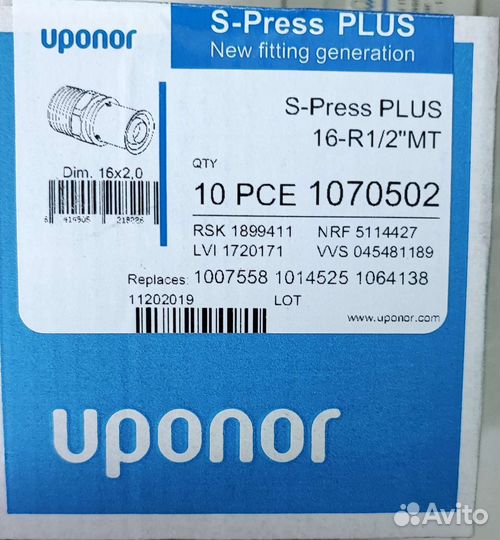 uponor
S-Press PLUS
New fitting generation
S-Press PLUS
16-R1/2"MT
Dim. 16x2,0
QTY
10 PCE 1070502
RSK 1899411 NRF 5114427
LVI 1720171 VVS 045481189
Replaces: 1007558 1014525 1064138
11202019 LOT
www.uponor.com
uponor
Avito